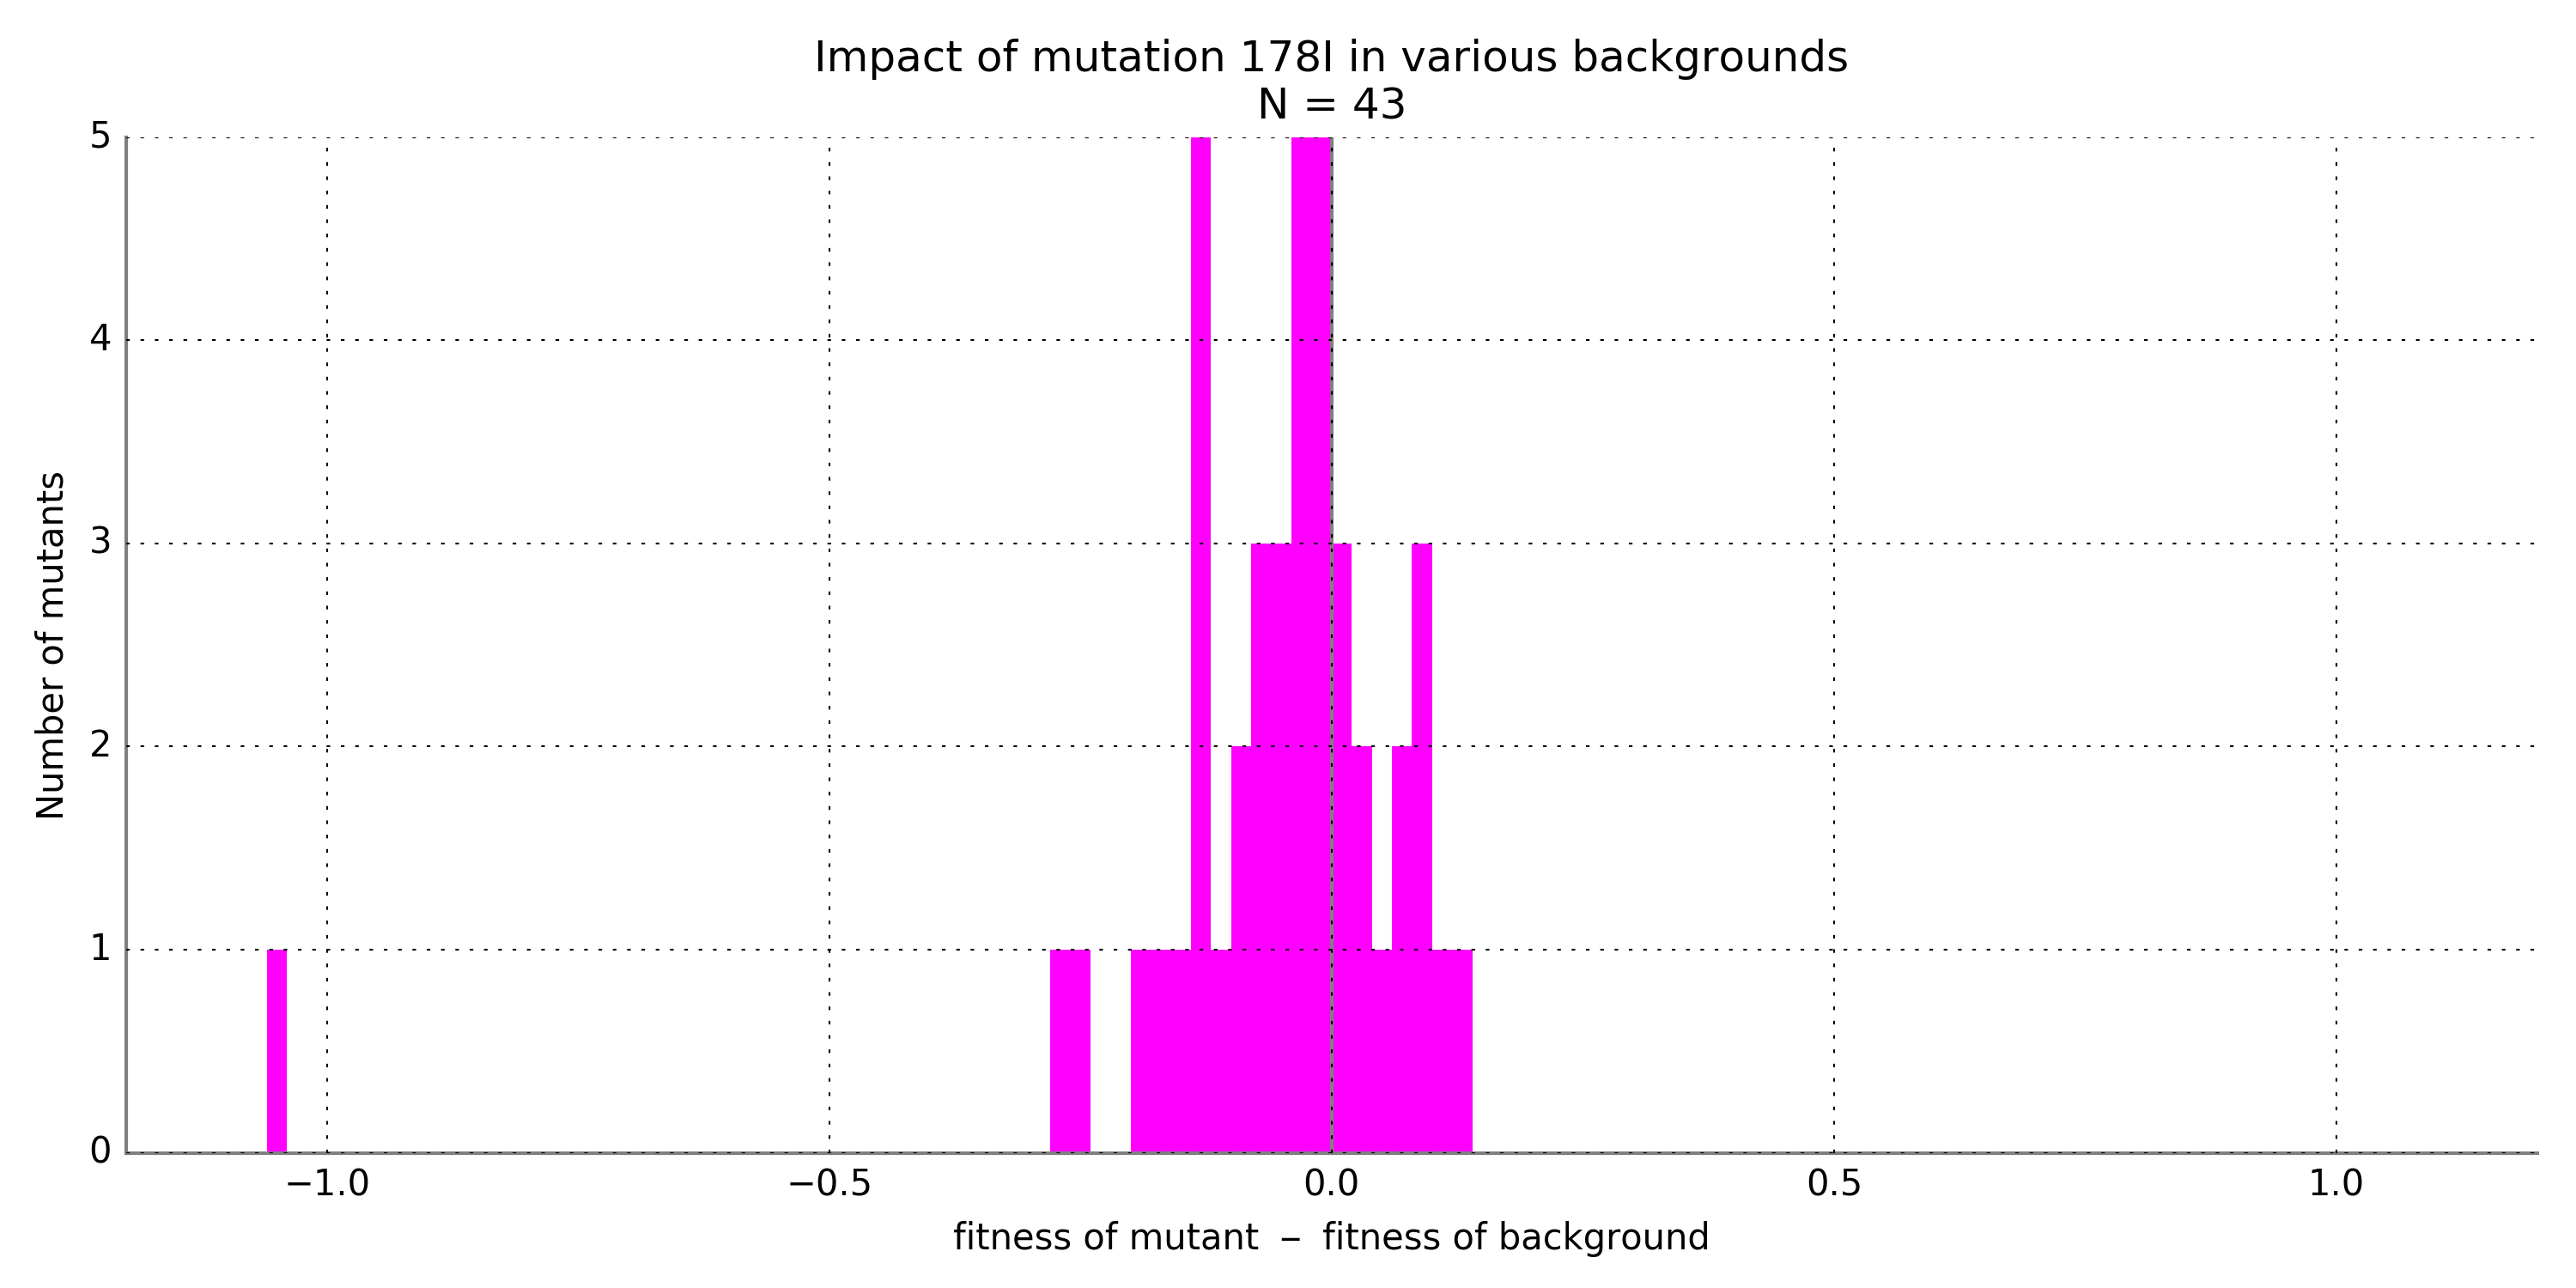 Impact of mutation 178I in various backgrounds
N = 43
5
4
3
2
1
0
Number of mutants
−1.0 −0.5 0.0 0.5 1.0
fitness of mutant – fitness of background